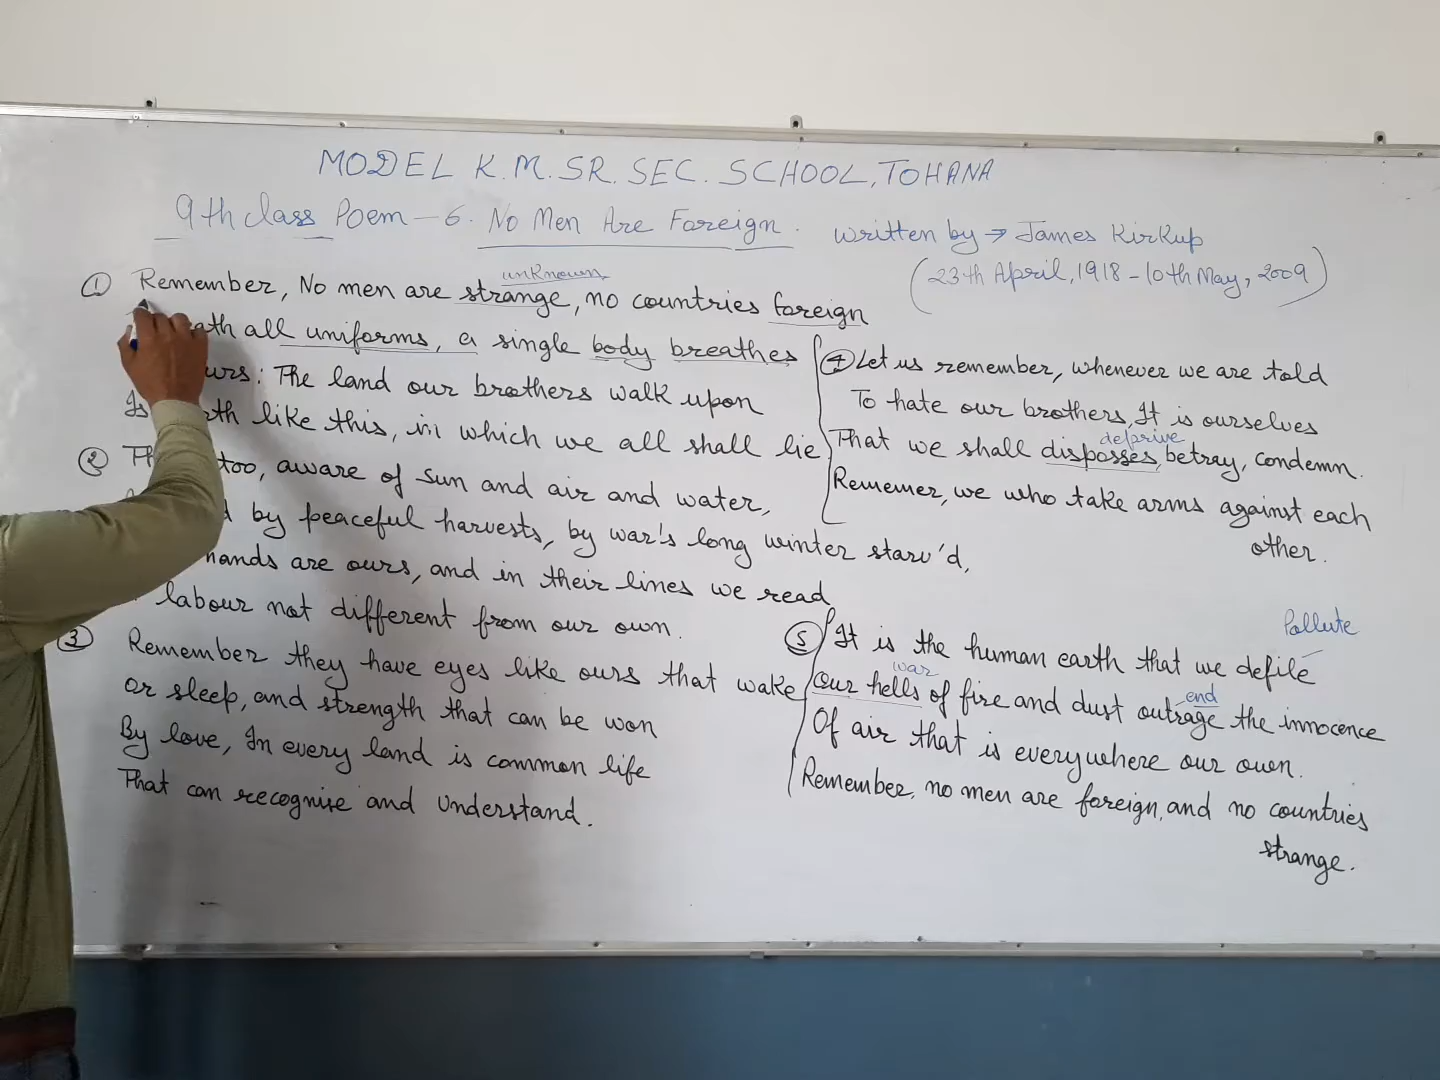 MODEL K.M. SR. SEC. SCHOOL, TOHANA
9th Class Poem - 6. No Men Are Foreign. written by → James Kirkup
(23th April, 1918 - 10th May, 2009)
unknown
① Remember, No men are strange, no countries foreign
ath all uniforms, a single body breathes
urs: The land our brothers walk upon
Is rth like this, in which we all shall lie
② Th too, aware of sun and air and water,
d by peaceful harvests, by war's long winter starv'd,
hands are ours, and in their lines we read
labour not different from our own.
③ Remember they have eyes like ours that wake
or sleep, and strength that can be won
By love, In every land is common life
That can recognise and Understand.
④ Let us remember, whenever we are told
To hate our brothers, It is ourselves
deprive
That we shall disposses, betray, condemn.
Rememer, we who take arms against each
other.
Pollute
⑤ It is the human earth that we defile
war
end
Our hells of fire and dust outrage the innocence
Of air that is everywhere our own.
Remember, no men are foreign, and no countries
strange.